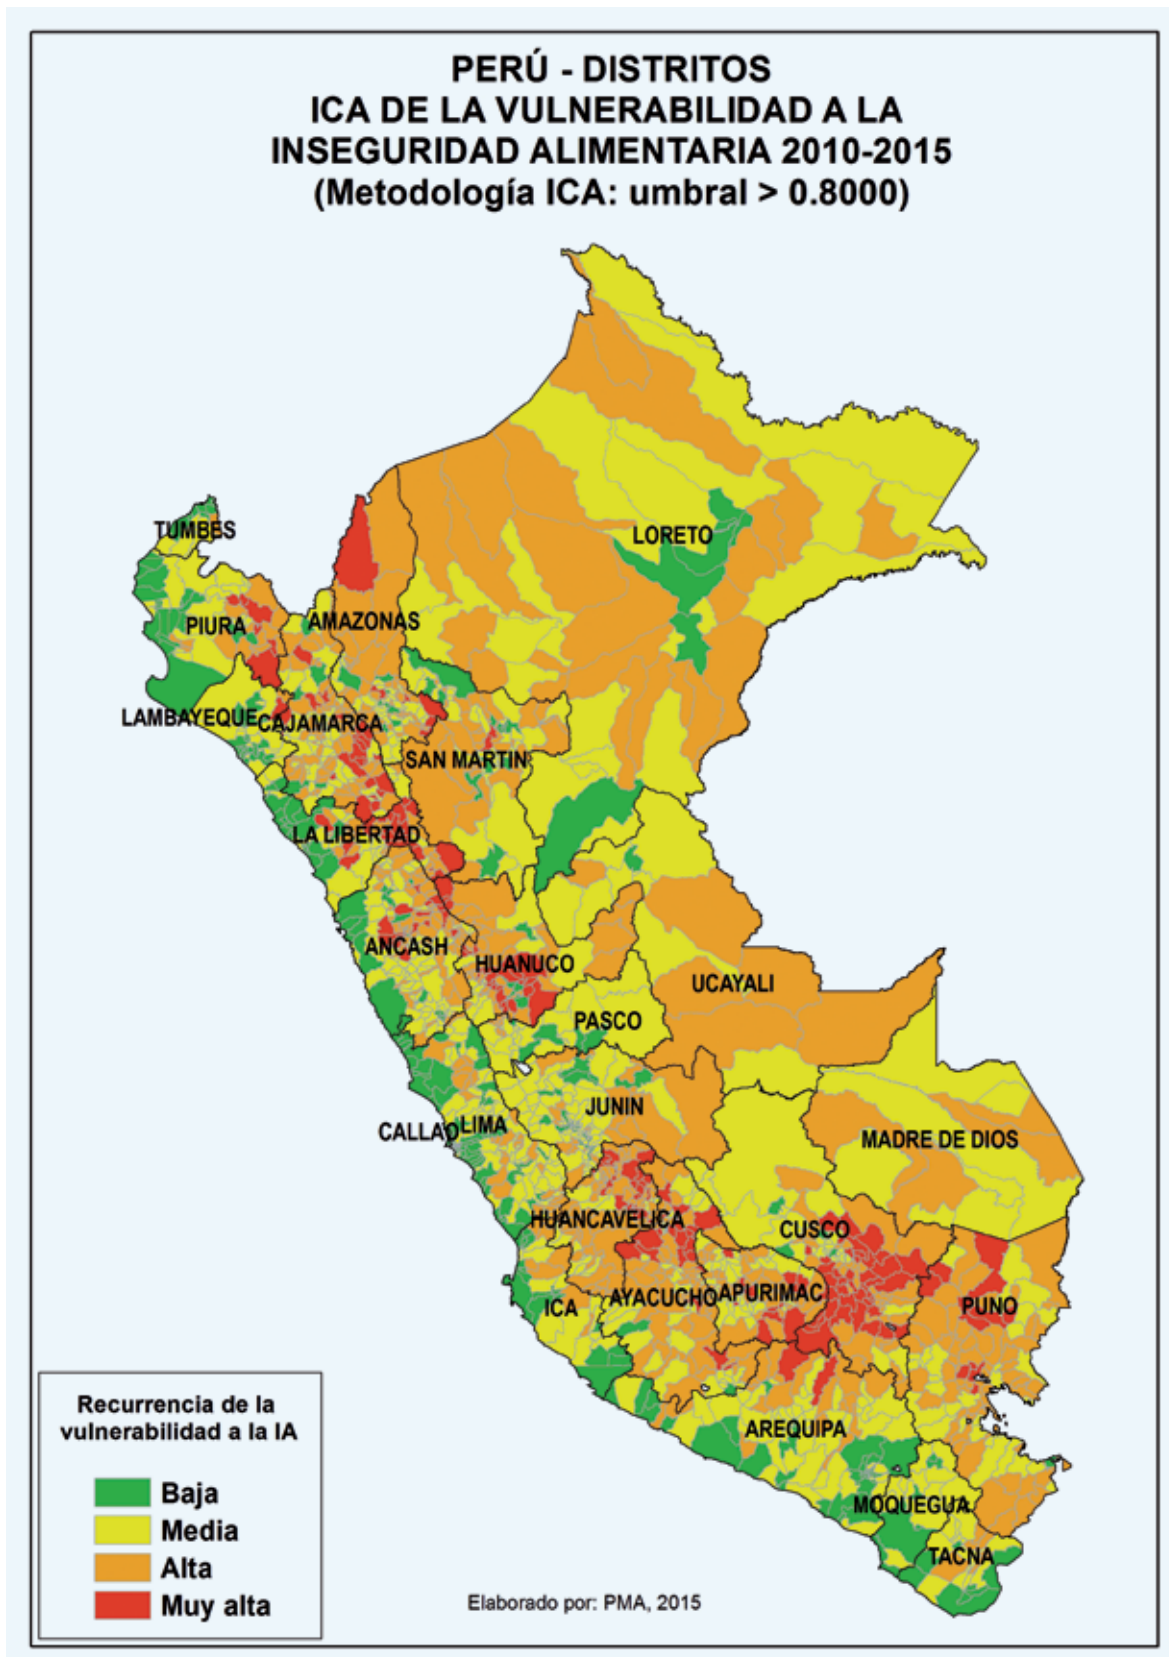 PERÚ - DISTRITOS
ICA DE LA VULNERABILIDAD A LA
INSEGURIDAD ALIMENTARIA 2010-2015
(Metodología ICA: umbral > 0.8000)
TUMBES
LORETO
PIURA
AMAZONAS
LAMBAYEQUE
CAJAMARCA
SAN MARTIN
LA LIBERTAD
ANCASH
HUANUCO
UCAYALI
PASCO
JUNIN
CALLAO
LIMA
MADRE DE DIOS
HUANCAVELICA
CUSCO
ICA
AYACUCHO
APURIMAC
PUNO
AREQUIPA
MOQUEGUA
TACNA
Recurrencia de la
vulnerabilidad a la IA
Baja
Media
Alta
Muy alta
Elaborado por: PMA, 2015